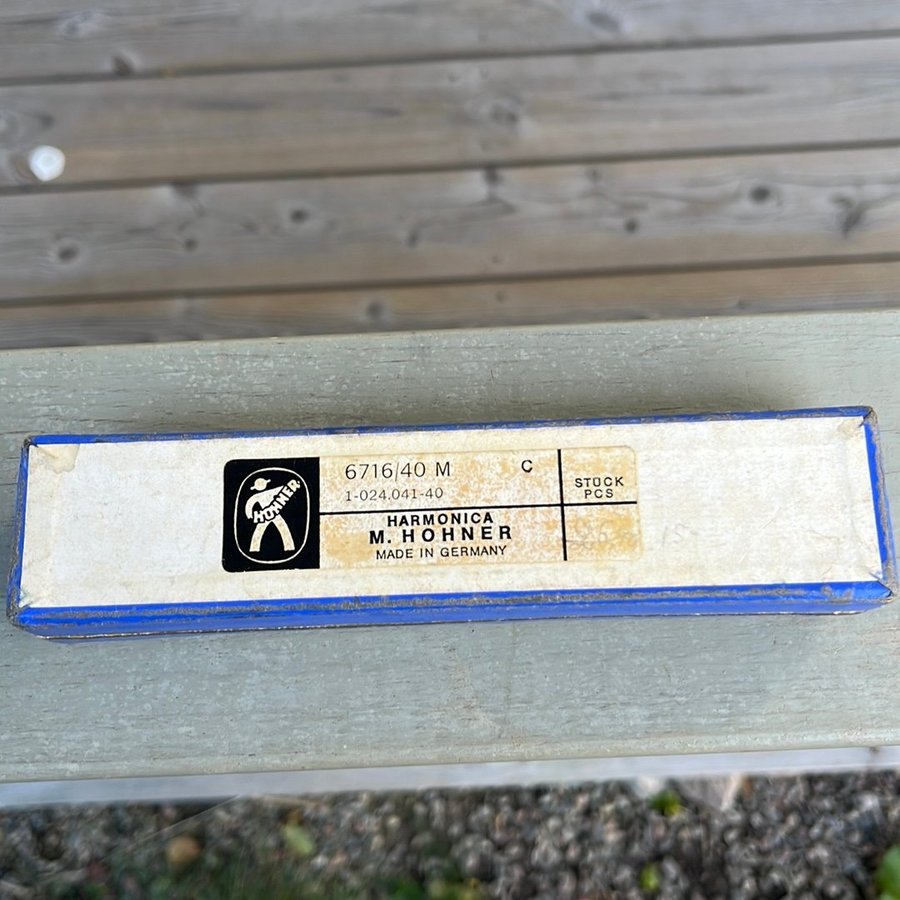 HOHNER
6716/40 M C
1-024.041-40
HARMONICA
M. HOHNER
MADE IN GERMANY
STÜCK
PCS